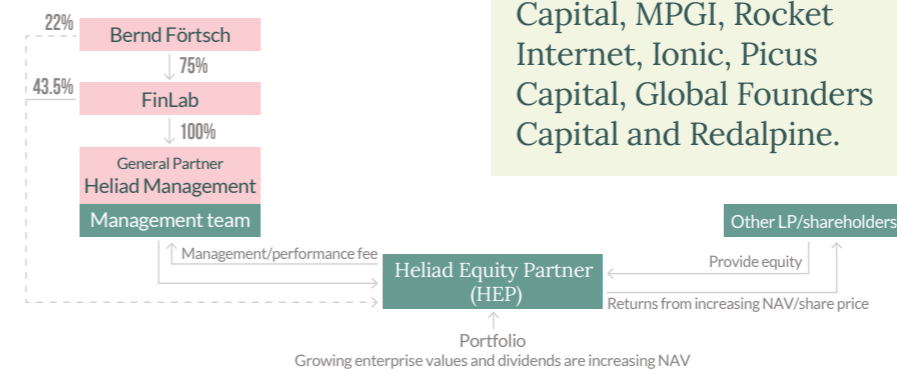 22%
Bernd Förtsch
75%
43.5%
FinLab
100%
General Partner
Heliad Management
Management team
Management/performance fee
Heliad Equity Partner
(HEP)
Other LP/shareholders
Provide equity
Returns from increasing NAV/share price
Portfolio
Growing enterprise values and dividends are increasing NAV
Capital, MPGI, Rocket
Internet, Ionic, Picus
Capital, Global Founders
Capital and Redalpine.